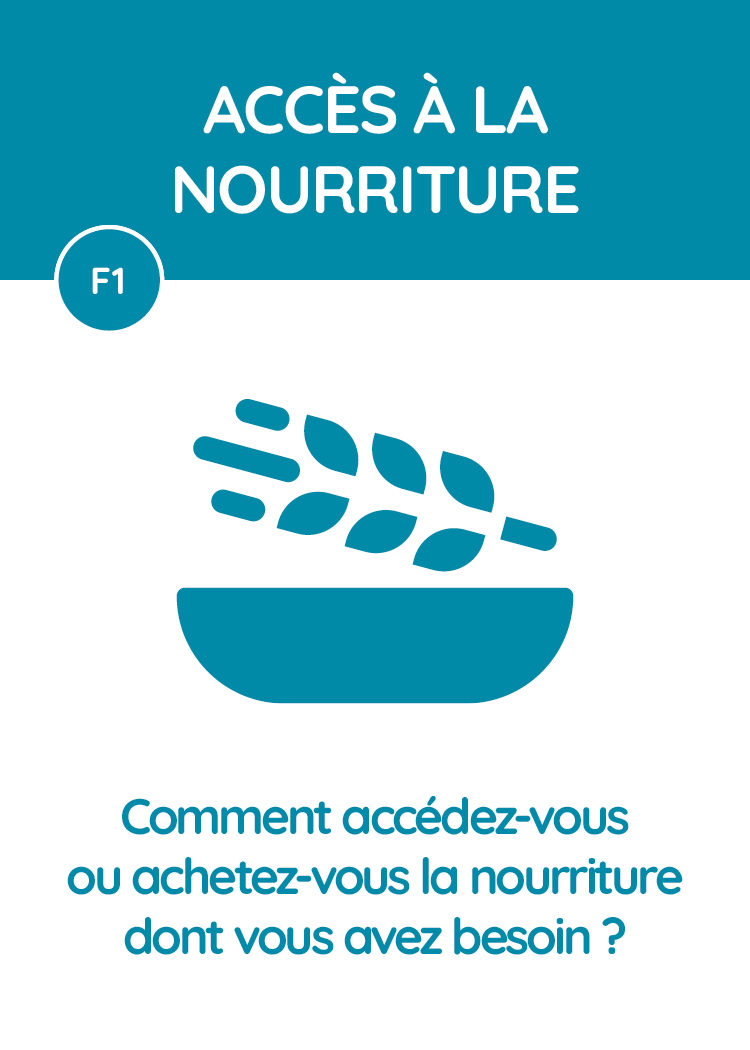 ACCÈS À LA
NOURRITURE
F1
Comment accédez-vous
ou achetez-vous la nourriture
dont vous avez besoin ?